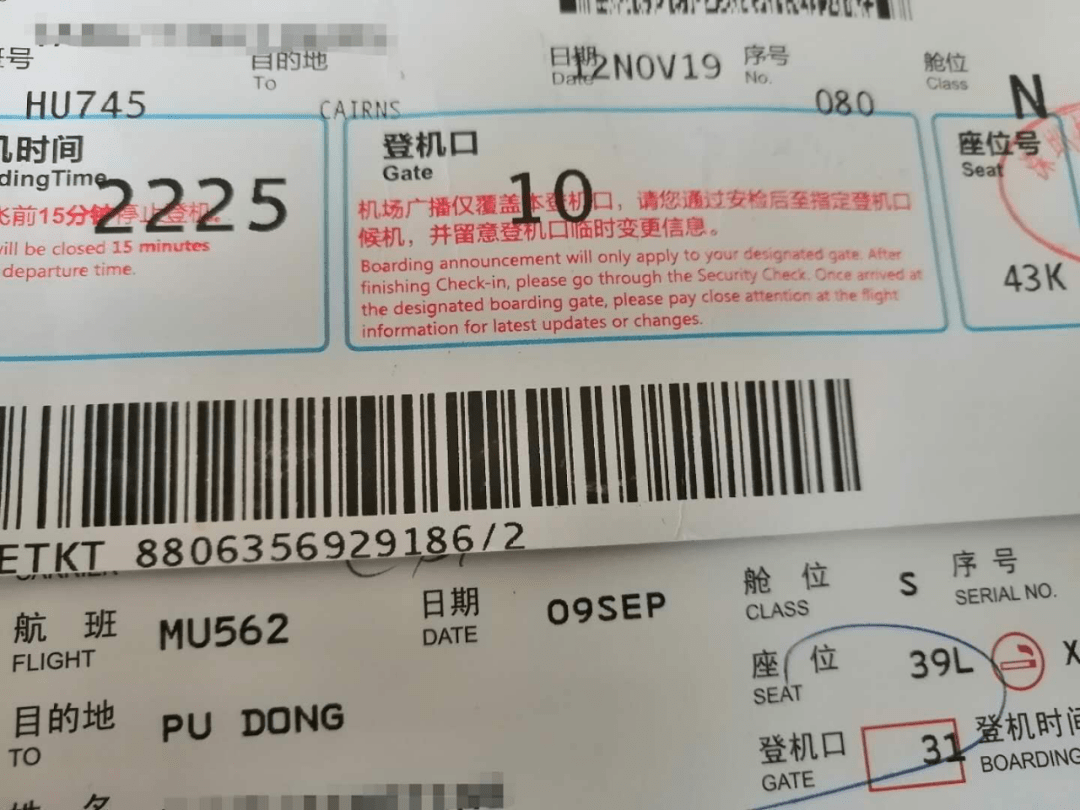 班号 目的地 日期 序号 舱位
To Date 12NOV19 No. Class
HU745 CAIRNS 080 N
机时间 登机口 座位号
dingTime Gate Seat
2225 10 43K
飞前15分钟停止登机。
will be closed 15 minutes
departure time.
机场广播仅覆盖本登机口，请您通过安检后至指定登机口
候机，并留意登机口临时变更信息。
Boarding announcement will only apply to your designated gate. After
finishing Check-in, please go through the Security Check. Once arrived at
the designated boarding gate, please pay close attention at the flight
information for latest updates or changes.
ETKT 8806356929186/2
CARRIER
航 班 MU562 日期 09SEP 舱 位 S 序 号
FLIGHT DATE CLASS SERIAL NO.
座 位 39L X
SEAT
目的地 PU DONG
TO
登机口 31 登机时间
GATE BOARDING
姓 名